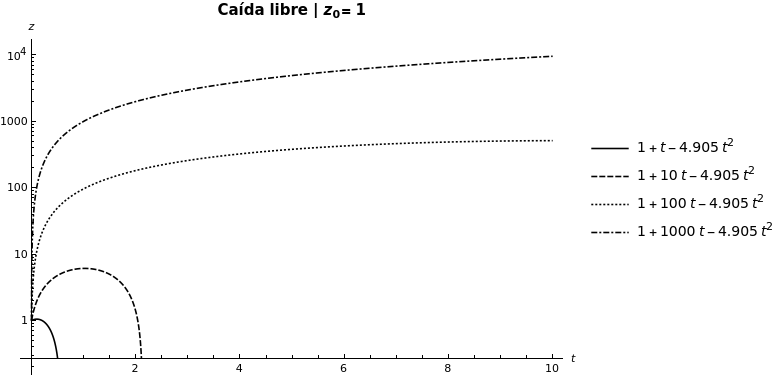 Caída libre | z₀ = 1
z
10⁴
1000
100
10
1
2
4
6
8
10
t
1 + t − 4.905 t²
1 + 10 t − 4.905 t²
1 + 100 t − 4.905 t²
1 + 1000 t − 4.905 t²